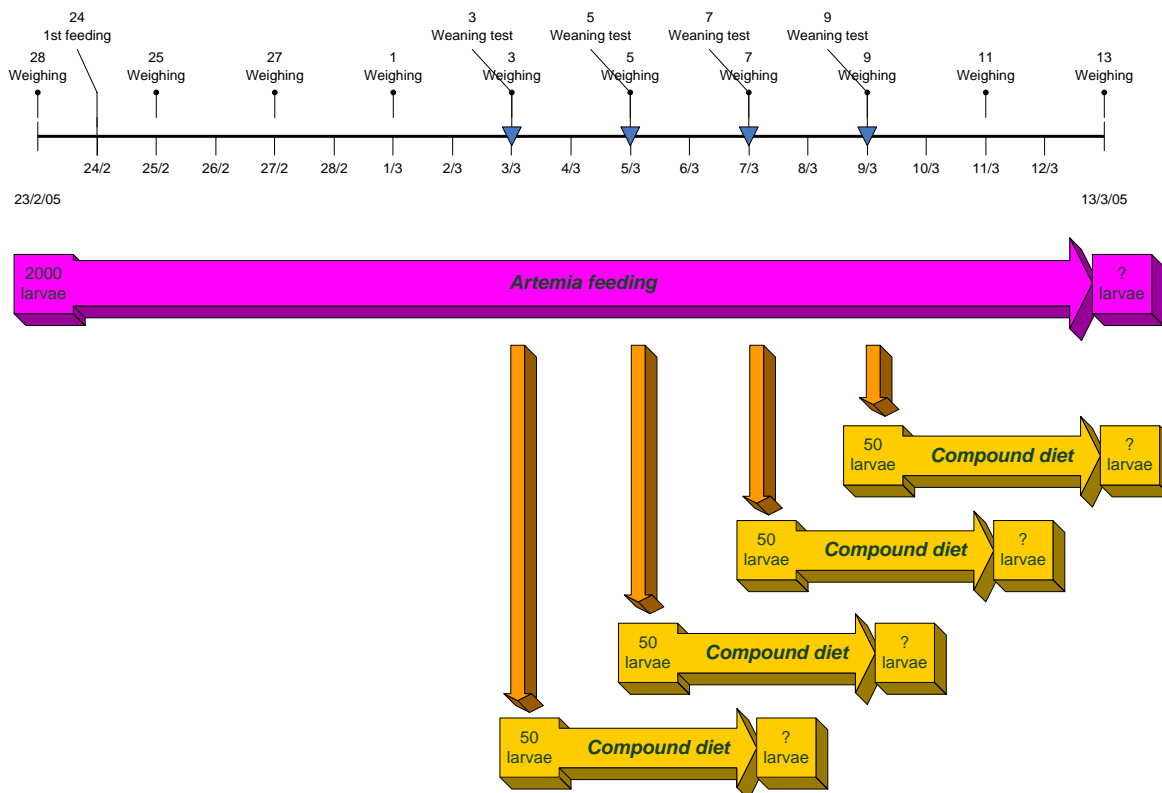 24
1st feeding
3
Weaning test
5
Weaning test
7
Weaning test
9
Weaning test
28
Weighing
25
Weighing
27
Weighing
1
Weighing
3
Weighing
5
Weighing
7
Weighing
9
Weighing
11
Weighing
13
Weighing
24/2
25/2
26/2
27/2
28/2
1/3
2/3
3/3
4/3
5/3
6/3
7/3
8/3
9/3
10/3
11/3
12/3
23/2/05
13/3/05
2000
larvae
Artemia feeding
?
larvae
50
larvae
Compound diet
?
larvae
50
larvae
Compound diet
?
larvae
50
larvae
Compound diet
?
larvae
50
larvae
Compound diet
?
larvae